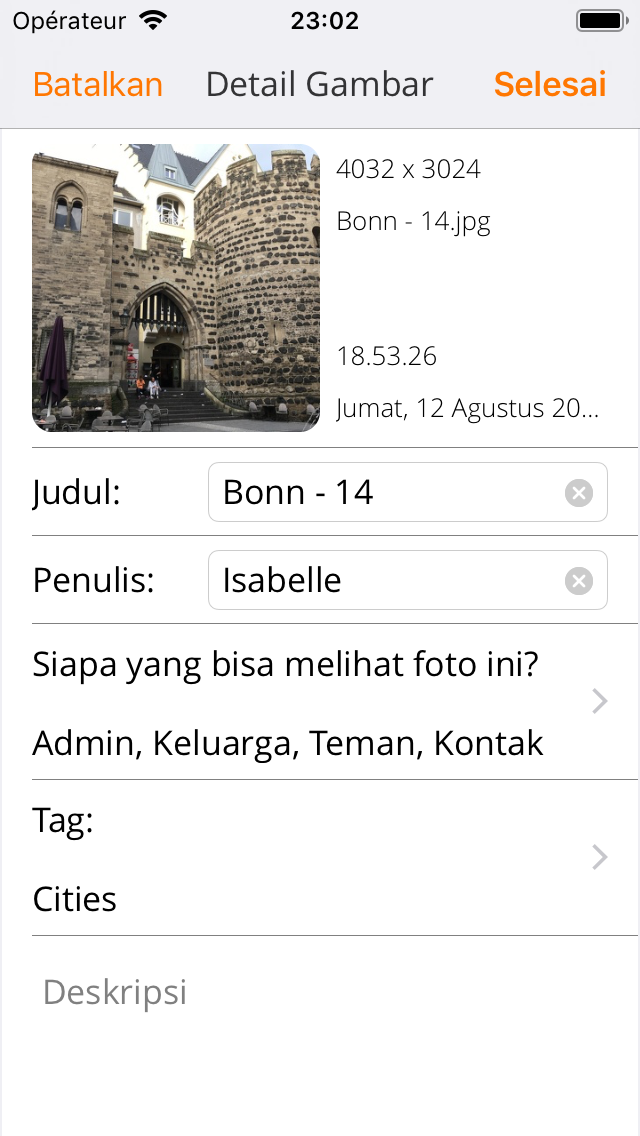 Opérateur 23:02
Batalkan Detail Gambar Selesai
4032 x 3024
Bonn - 14.jpg
18.53.26
Jumat, 12 Agustus 20...
Judul: Bonn - 14
Penulis: Isabelle
Siapa yang bisa melihat foto ini?
Admin, Keluarga, Teman, Kontak
Tag:
Cities
Deskripsi